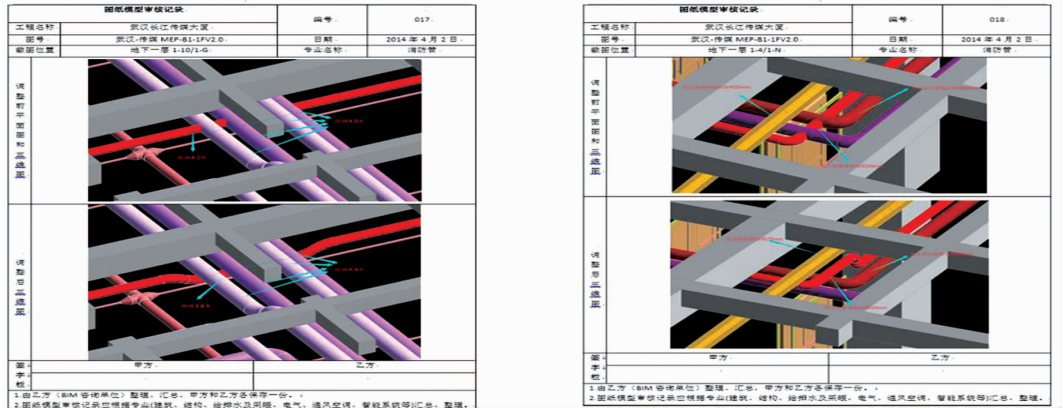 图纸模型审核记录
编号
017
工程名称
武汉长江传媒大厦
图号
武汉-传媒 MEP-B1-1FV2.0
日期
2014 年 4 月 2 日
截图位置
地下一层 1-10/1-G
专业名称
消防管
调整前平面图和三维图
调整后三维图
签字栏
甲方
乙方
1.由乙方（BIM 咨询单位）整理、汇总，甲方和乙方各保存一份。
2.图纸模型审核记录应根据专业(建筑、结构、给排水及采暖、电气、通风空调、智能系统等)汇总、整理。
图纸模型审核记录
编号
018
工程名称
武汉长江传媒大厦
图号
武汉-传媒 MEP-B1-1FV2.0
日期
2014 年 4 月 2 日
截图位置
地下一层 1-4/1-N
专业名称
消防管
调整前平面图和三维图
调整后三维图
签字栏
甲方
乙方
1.由乙方（BIM 咨询单位）整理、汇总，甲方和乙方各保存一份。
2.图纸模型审核记录应根据专业(建筑、结构、给排水及采暖、电气、通风空调、智能系统等)汇总、整理。